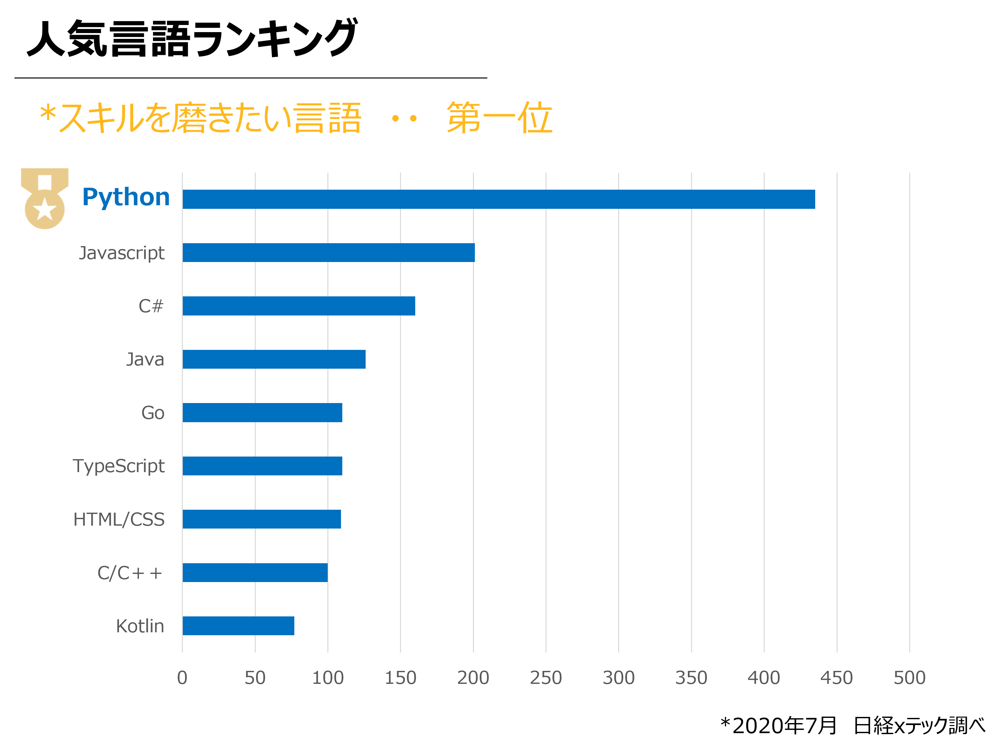 人気言語ランキング
*スキルを磨きたい言語 ・・ 第一位
Python
Javascript
C#
Java
Go
TypeScript
HTML/CSS
C/C++
Kotlin
0 50 100 150 200 250 300 350 400 450 500
*2020年7月 日経xテック調べ